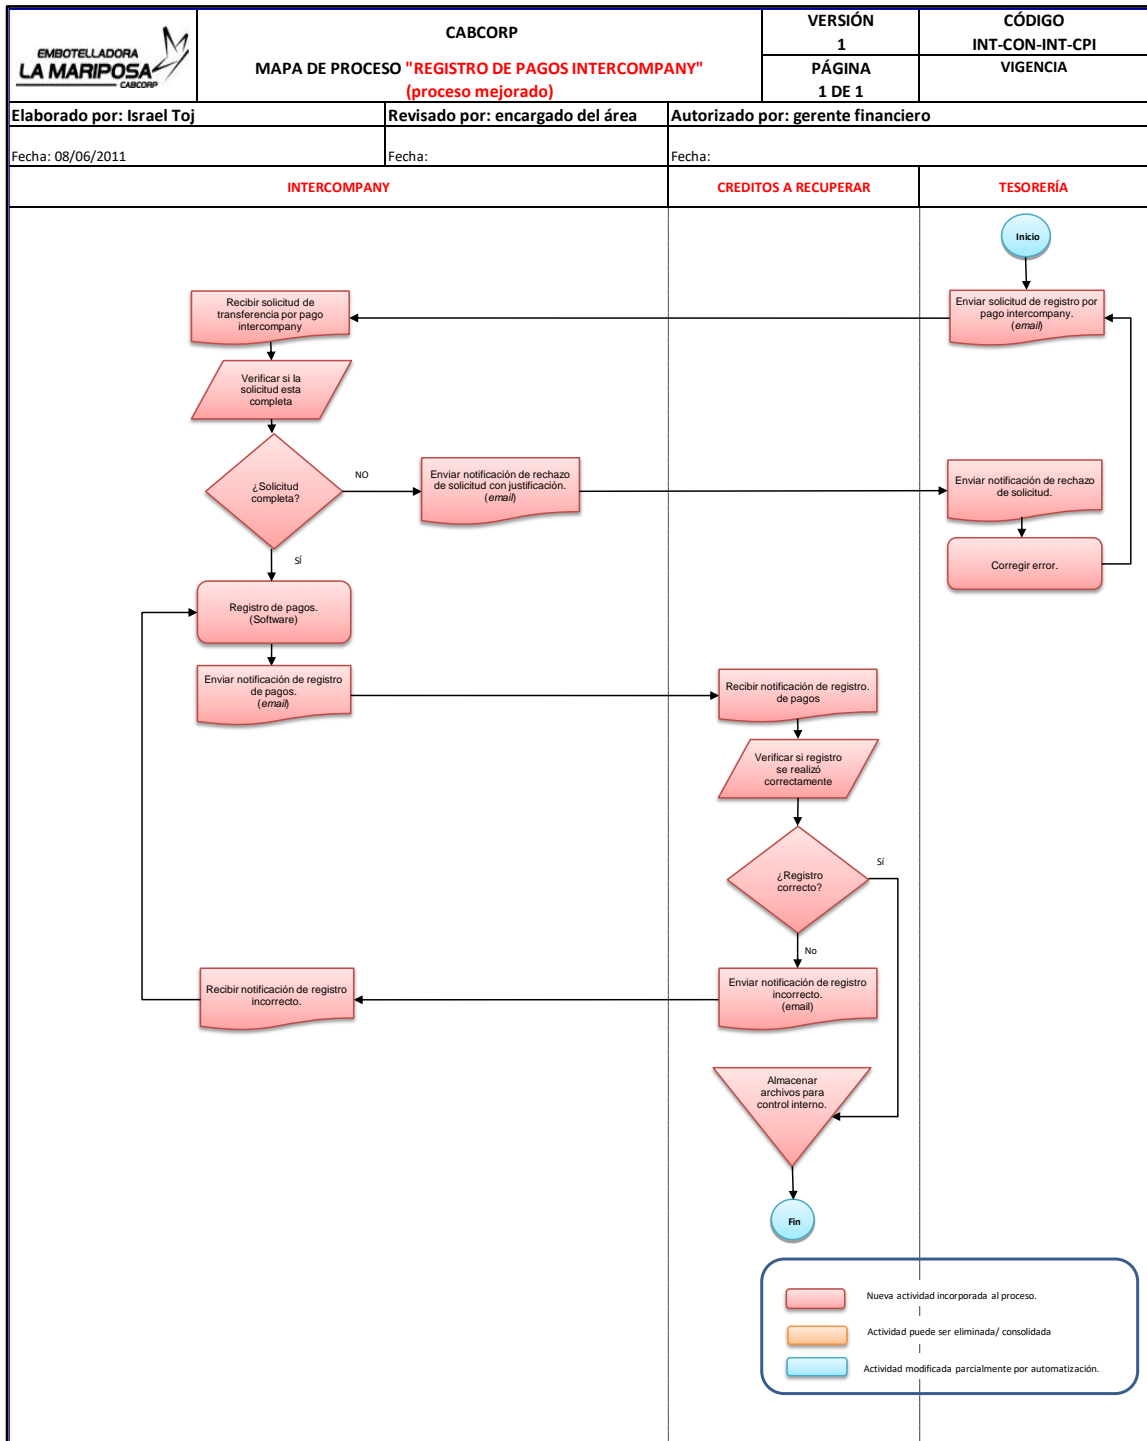 EMBOTELLADORA
LA MARIPOSA
CABCORP
CABCORP
MAPA DE PROCESO "REGISTRO DE PAGOS INTERCOMPANY"
(proceso mejorado)
VERSIÓN
1
CÓDIGO
INT-CON-INT-CPI
PÁGINA
1 DE 1
VIGENCIA
Elaborado por: Israel Toj
Revisado por: encargado del área
Autorizado por: gerente financiero
Fecha: 08/06/2011
Fecha:
Fecha:
INTERCOMPANY
CREDITOS A RECUPERAR
TESORERÍA
Inicio
Recibir solicitud de
transferencia por pago
intercompany
Enviar solicitud de registro por
pago intercompany.
(email)
Verificar si la
solicitud esta
completa
¿Solicitud
completa?
NO
Enviar notificación de rechazo
de solicitud con justificación.
(email)
Enviar notificación de rechazo
de solicitud.
Corregir error.
SÍ
Registro de pagos.
(Software)
Enviar notificación de registro
de pagos.
(email)
Recibir notificación de registro.
de pagos
Verificar si registro
se realizó
correctamente
¿Registro
correcto?
Sí
No
Enviar notificación de registro
incorrecto.
(email)
Recibir notificación de registro
incorrecto.
Almacenar
archivos para
control interno.
Fin
Nueva actividad incorporada al proceso.
Actividad puede ser eliminada/ consolidada
Actividad modificada parcialmente por automatización.